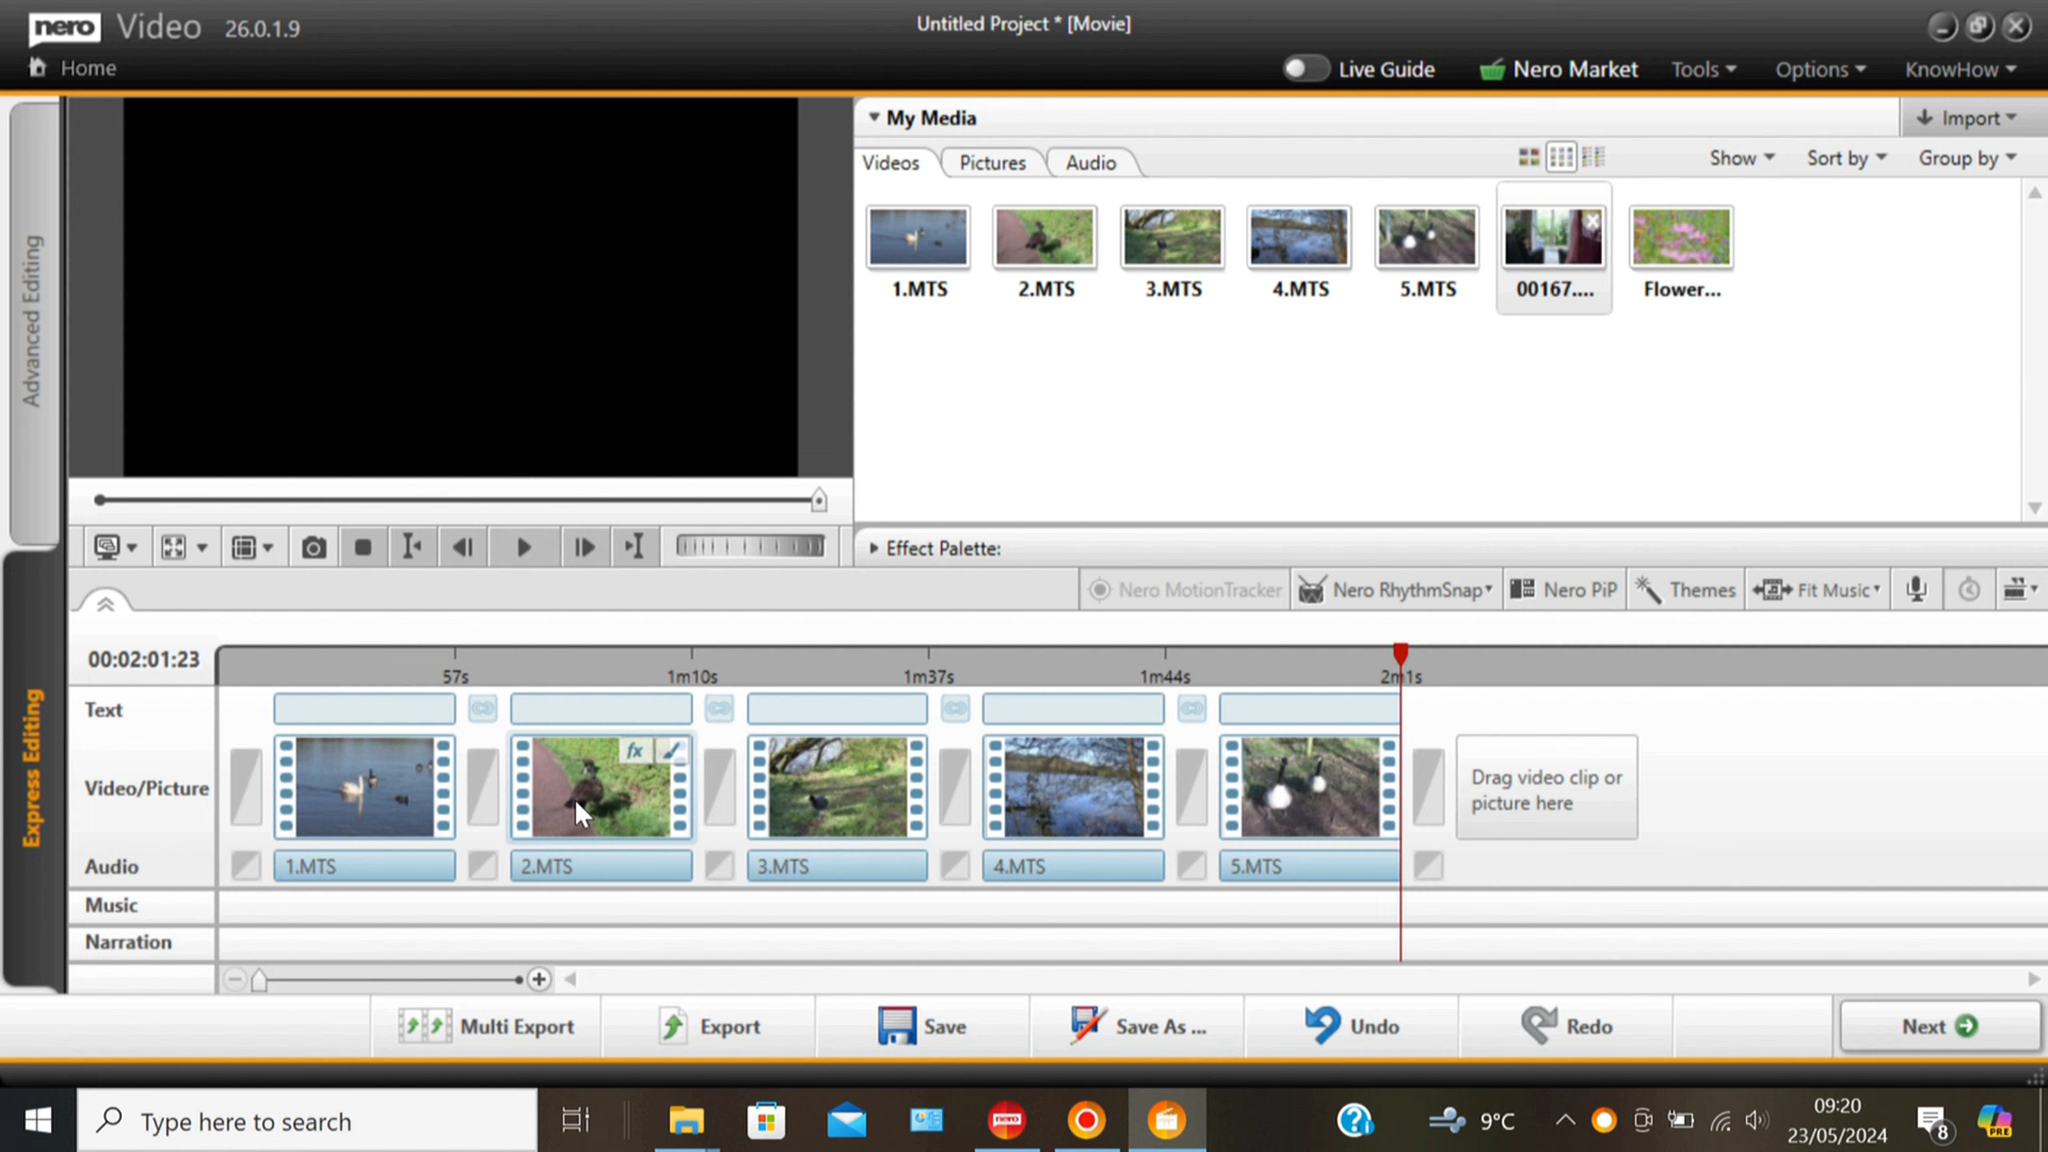 nero Video 26.0.1.9
Untitled Project * [Movie]
Home
Live Guide
Nero Market
Tools
Options
KnowHow
Advanced Editing
Express Editing
My Media
Import
Videos
Pictures
Audio
Show
Sort by
Group by
1.MTS
2.MTS
3.MTS
4.MTS
5.MTS
00167....
Flower...
Effect Palette:
Nero MotionTracker
Nero RhythmSnap
Nero PiP
Themes
Fit Music
00:02:01:23
57s
1m10s
1m37s
1m44s
2m1s
Text
Video/Picture
fx
Drag video clip or
picture here
Audio
1.MTS
2.MTS
3.MTS
4.MTS
5.MTS
Music
Narration
Multi Export
Export
Save
Save As ...
Undo
Redo
Next
Type here to search
nero
9°C
09:20
23/05/2024
8
PRE